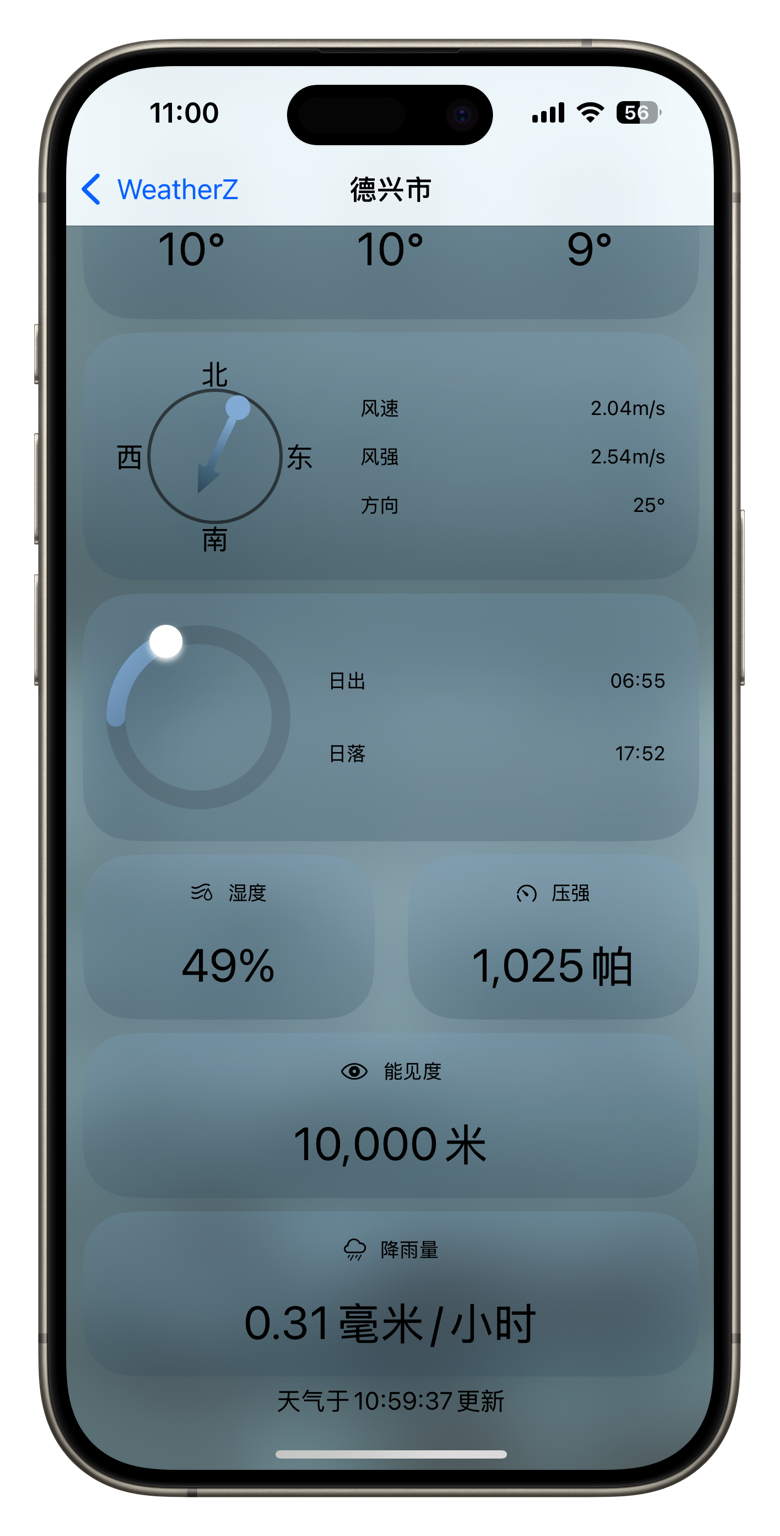 11:00
56
WeatherZ
德兴市
10° 10° 9°
北
西 东
南
风速 2.04m/s
风强 2.54m/s
方向 25°
日出 06:55
日落 17:52
湿度
49%
压强
1,025 帕
能见度
10,000 米
降雨量
0.31 毫米/小时
天气于 10:59:37 更新